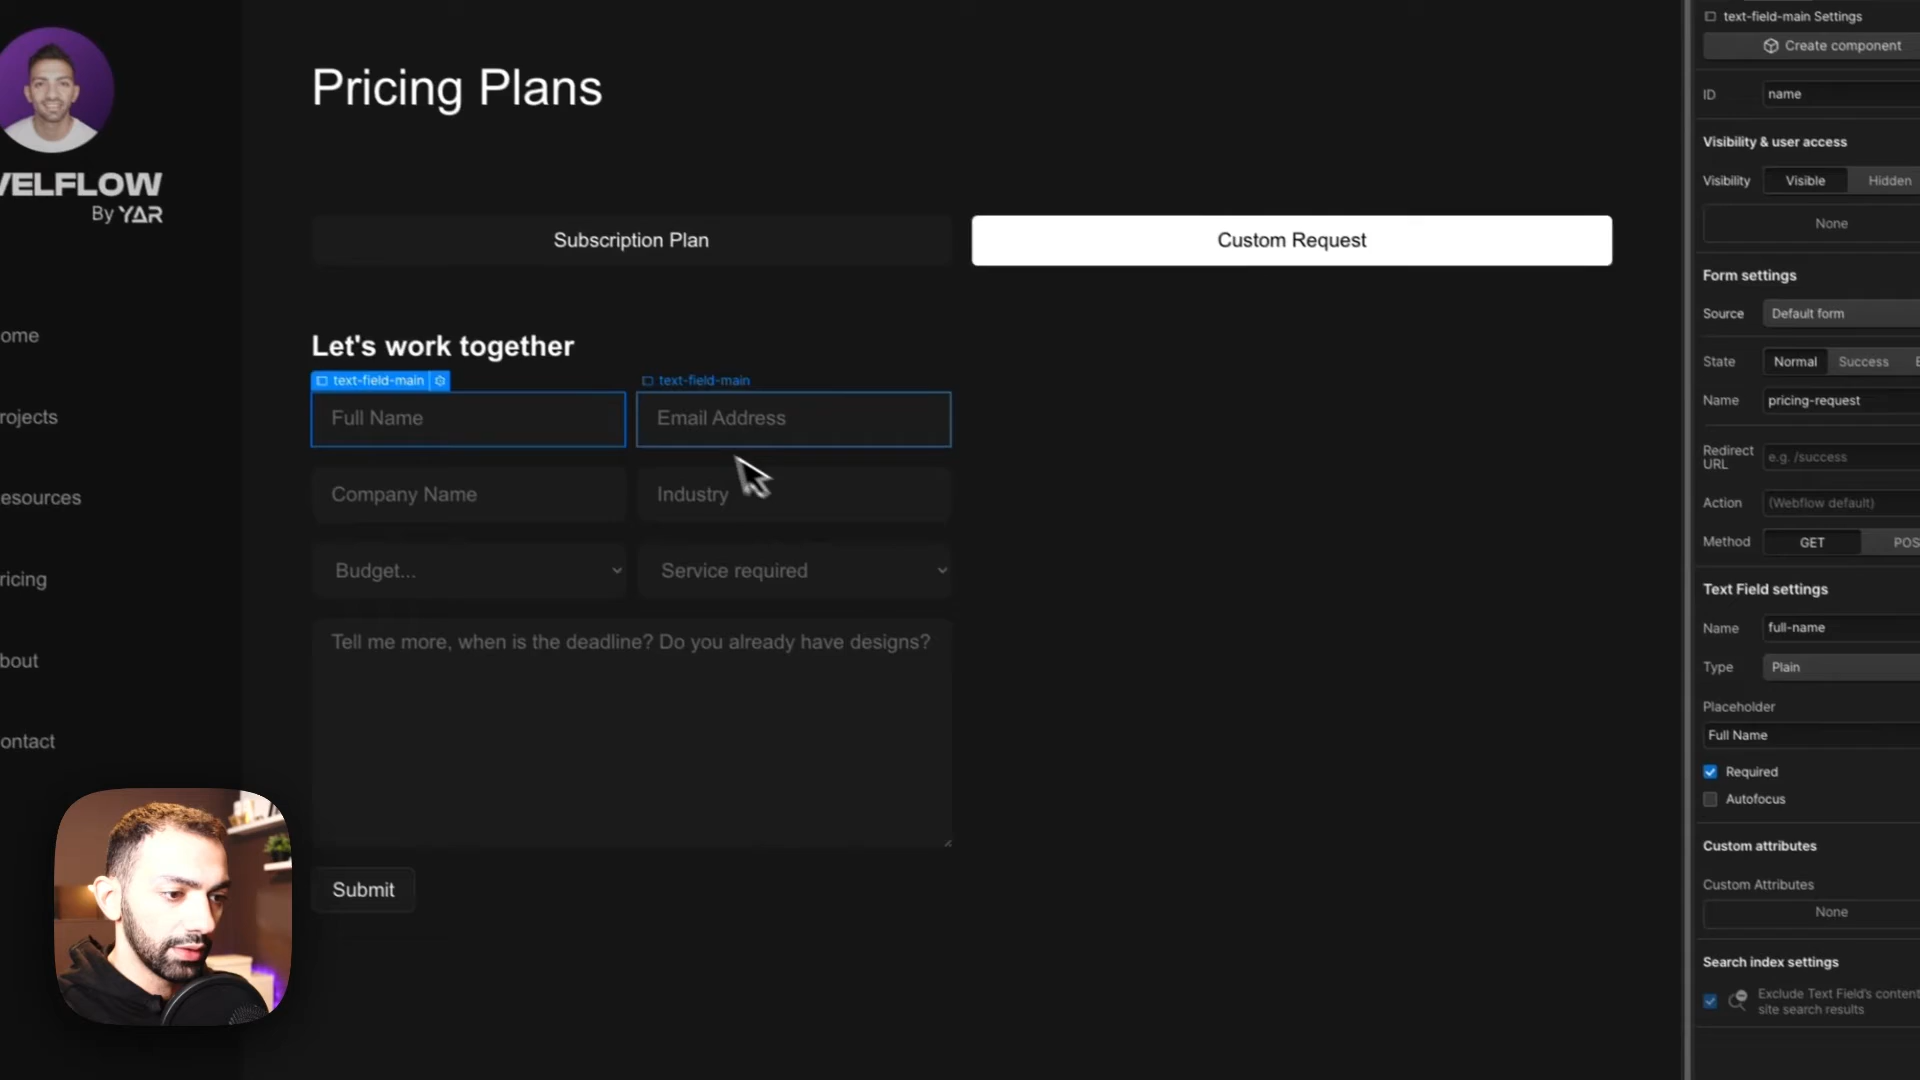 VELFLOW
By YAR
ome
rojects
esources
ricing
bout
ontact
Pricing Plans
Subscription Plan
Custom Request
Let's work together
text-field-main
text-field-main
Full Name
Email Address
Company Name
Industry
Budget...
Service required
Tell me more, when is the deadline? Do you already have designs?
Submit
text-field-main Settings
Create component
ID
name
Visibility & user access
Visibility
Visible
Hidden
None
Form settings
Source
Default form
State
Normal
Success
E
Name
pricing-request
Redirect
URL
e.g. /success
Action
(Webflow default)
Method
GET
POS
Text Field settings
Name
full-name
Type
Plain
Placeholder
Full Name
Required
Autofocus
Custom attributes
Custom Attributes
None
Search index settings
Exclude Text Field's content
site search results